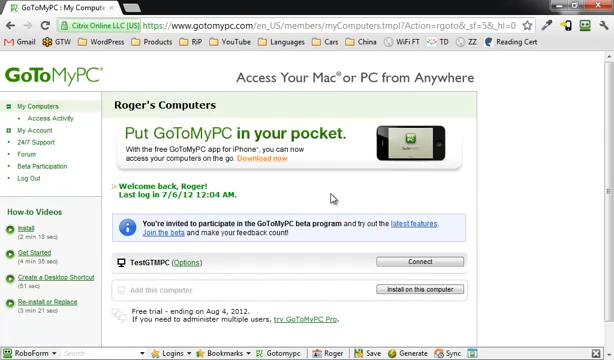 GoToMyPC : My Compute
Citrix Online LLC [US]
https://www.gotomypc.com/en_US/members/myComputers.tmpl?Action=rgoto&_sf=5&_hl=0
Gmail GTW WordPress Products RiP YouTube Languages Cars China WiFi FT TD ZZ Reading Cert
GoToMyPC®
Access Your Mac® or PC from Anywhere
My Computers
Access Activity
My Account
24/7 Support
Forum
Beta Participation
Log Out
How-to Videos
Install
(2 min 18 sec)
Get Started
(4 min 35 sec)
Create a Desktop Shortcut
(51 sec)
Re-install or Replace
(3 min 21 sec)
Roger's Computers
Put GoToMyPC in your pocket.
With the free GoToMyPC app for iPhone®, you can now
access your computers on the go. Download now
> Welcome back, Roger!
Last log in 7/6/12 12:04 AM.
You're invited to participate in the GoToMyPC beta program and try out the latest features.
Join the beta and make your feedback count!
TestGTMPC (Options)
Connect
Add this computer
Install on this computer
Free trial - ending on Aug 4, 2012.
If you need to administer multiple users, try GoToMyPC Pro.
RoboForm Search Logins Bookmarks Gotomypc Roger Save Generate Sync